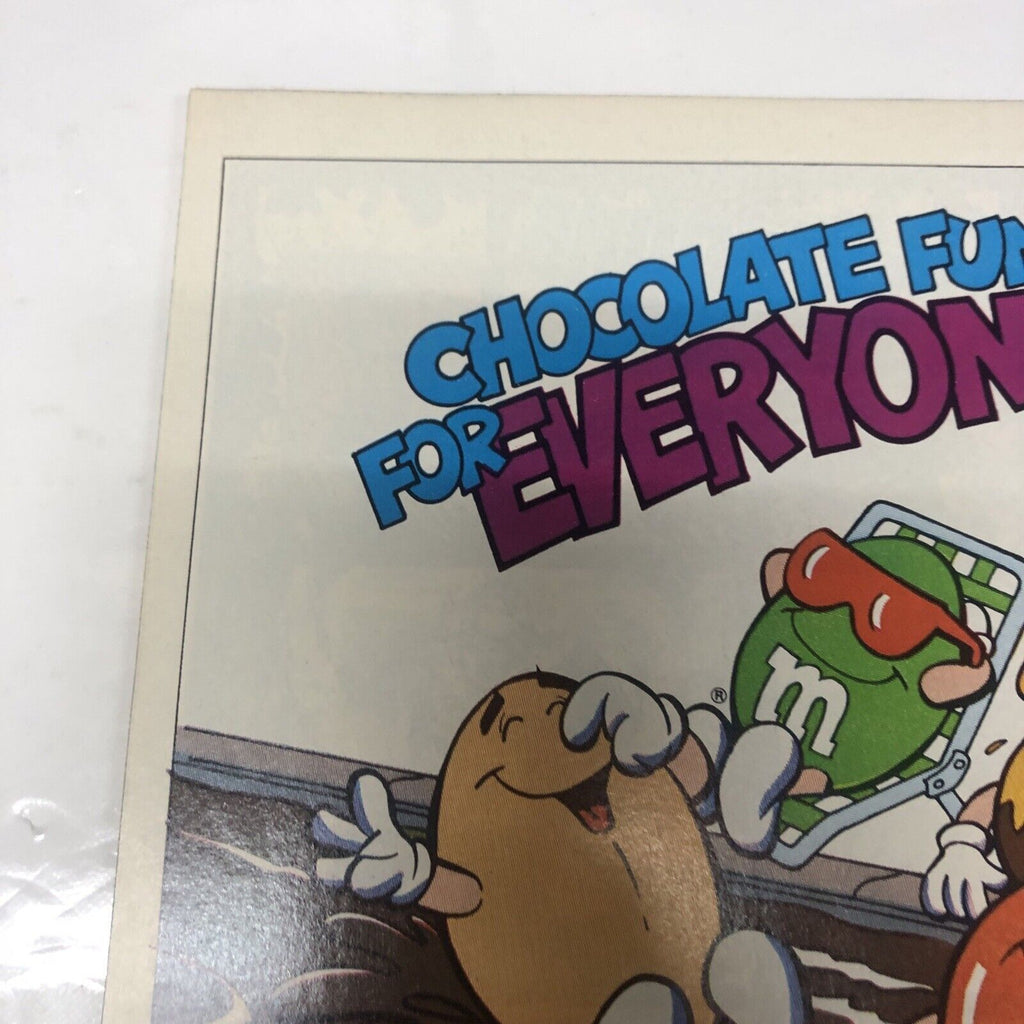 CHOCOLATE FUN
FOR EVERYON
®
m